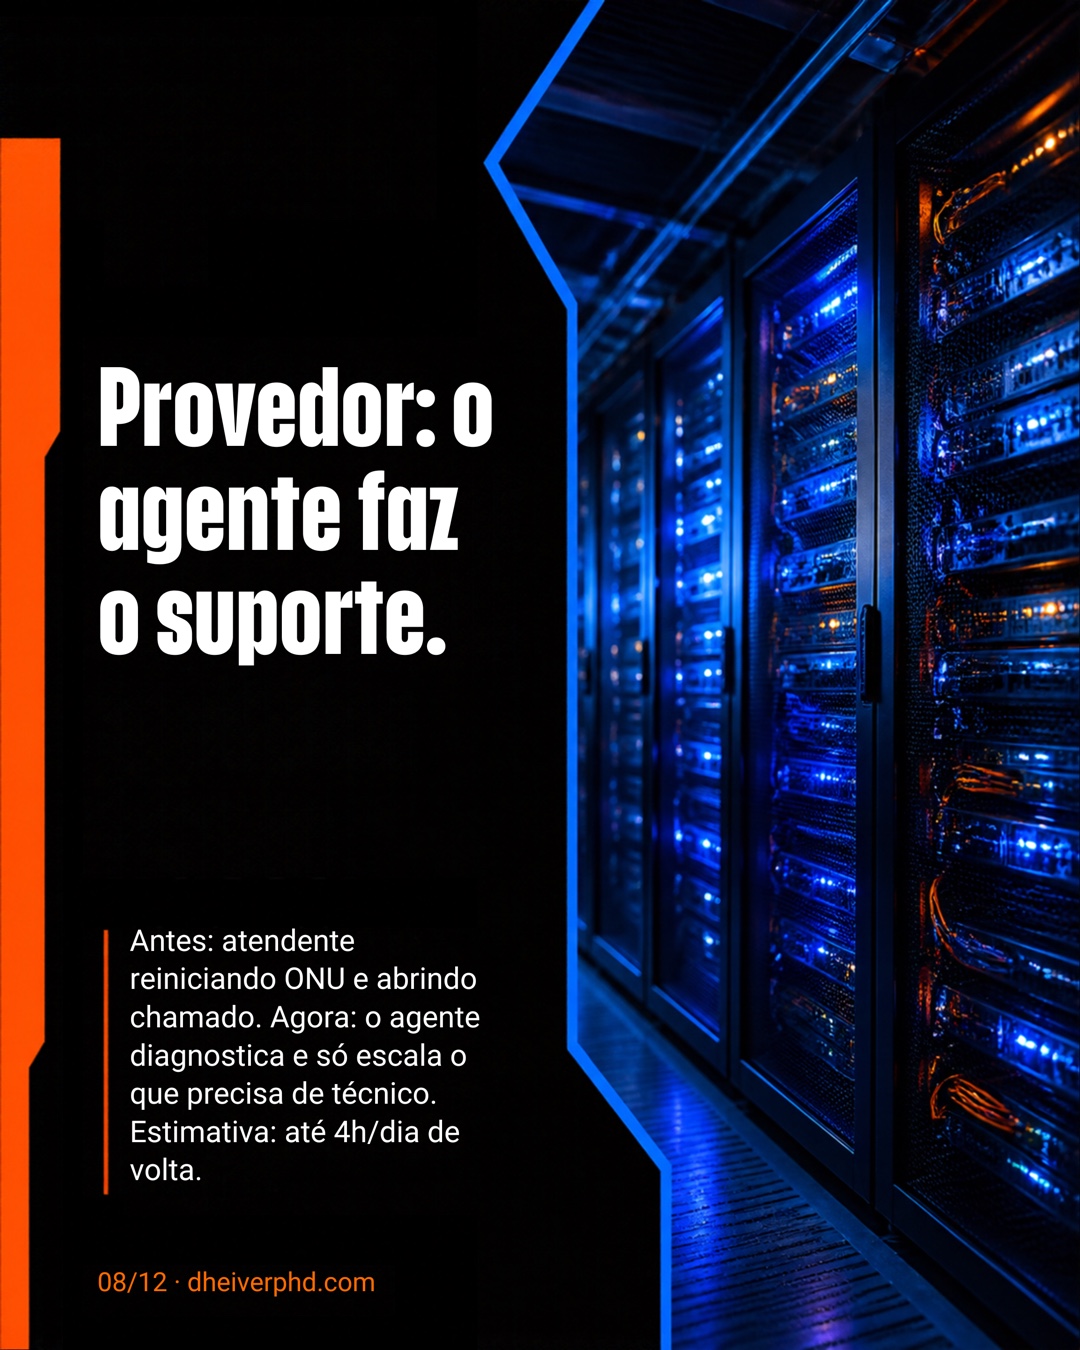 Provedor: o
agente faz
o suporte.
Antes: atendente
reiniciando ONU e abrindo
chamado. Agora: o agente
diagnostica e só escala o
que precisa de técnico.
Estimativa: até 4h/dia de
volta.
08/12 · dheiverphd.com